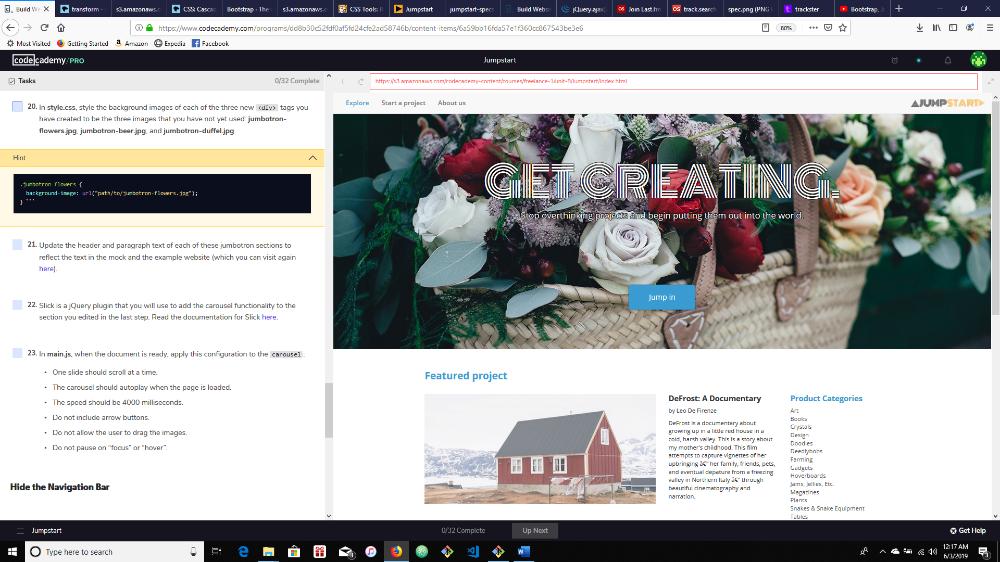 Build We
transform -
s3.amazonaws.c
CSS: Cascad
Bootstrap · The
s3.amazonaws.c
CSS Tools: R
Jumpstart
jumpstart-specs
Build Websit
jQuery.ajax(
Join Last.fm
track.search
spec.png (PNG I
trackster
Bootstrap, J
https://www.codecademy.com/programs/dd8b30c52fdf0af5fd24cfe2ad58746b/content-items/6a59bb16fda57e1f360cc867543be3e6
80%
Most Visited
Getting Started
Amazon
Expedia
Facebook
codecademy/PRO
Jumpstart
Tasks
0/32 Complete
20. In style.css, style the background images of each of the three new <div> tags you
have created to be the three images that you have not yet used: jumbotron-
flowers.jpg, jumbotron-beer.jpg, and jumbotron-duffel.jpg.
Hint
.jumbotron-flowers {
background-image: url("path/to/jumbotron-flowers.jpg");
} ```
21. Update the header and paragraph text of each of these jumbotron sections to
reflect the text in the mock and the example website (which you can visit again
here).
22. Slick is a jQuery plugin that you will use to add the carousel functionality to the
section you edited in the last step. Read the documentation for Slick here.
23. In main.js, when the document is ready, apply this configuration to the carousel:
• One slide should scroll at a time.
• The carousel should autoplay when the page is loaded.
• The speed should be 4000 milliseconds.
• Do not include arrow buttons.
• Do not allow the user to drag the images.
• Do not pause on “focus” or “hover”.
Hide the Navigation Bar
https://s3.amazonaws.com/codecademy-content/courses/freelance-1/unit-8/Jumpstart/index.html
Explore
Start a project
About us
JUMPSTART
GET CREATING.
Stop overthinking projects and begin putting them out into the world.
Jump in
Featured project
DeFrost: A Documentary
by Leo De Firenze
DeFrost is a documentary about
growing up in a little red house in a
cold, harsh valley. This is a story about
my mother's childhood. This film
attempts to capture vignettes of her
upbringing â€” her family, friends, pets,
and eventual depature from a freezing
valley in Northern Italy â€” through
beautiful cinematography and
narration.
Product Categories
Art
Books
Crystals
Design
Doodles
Deedlybobs
Farming
Gadgets
Hoverboards
Jams, Jellies, Etc.
Magazines
Plants
Snakes & Snake Equipment
Tables
Jumpstart
0/32 Complete
Up Next
Get Help
Type here to search
3
12:17 AM
6/3/2019
3